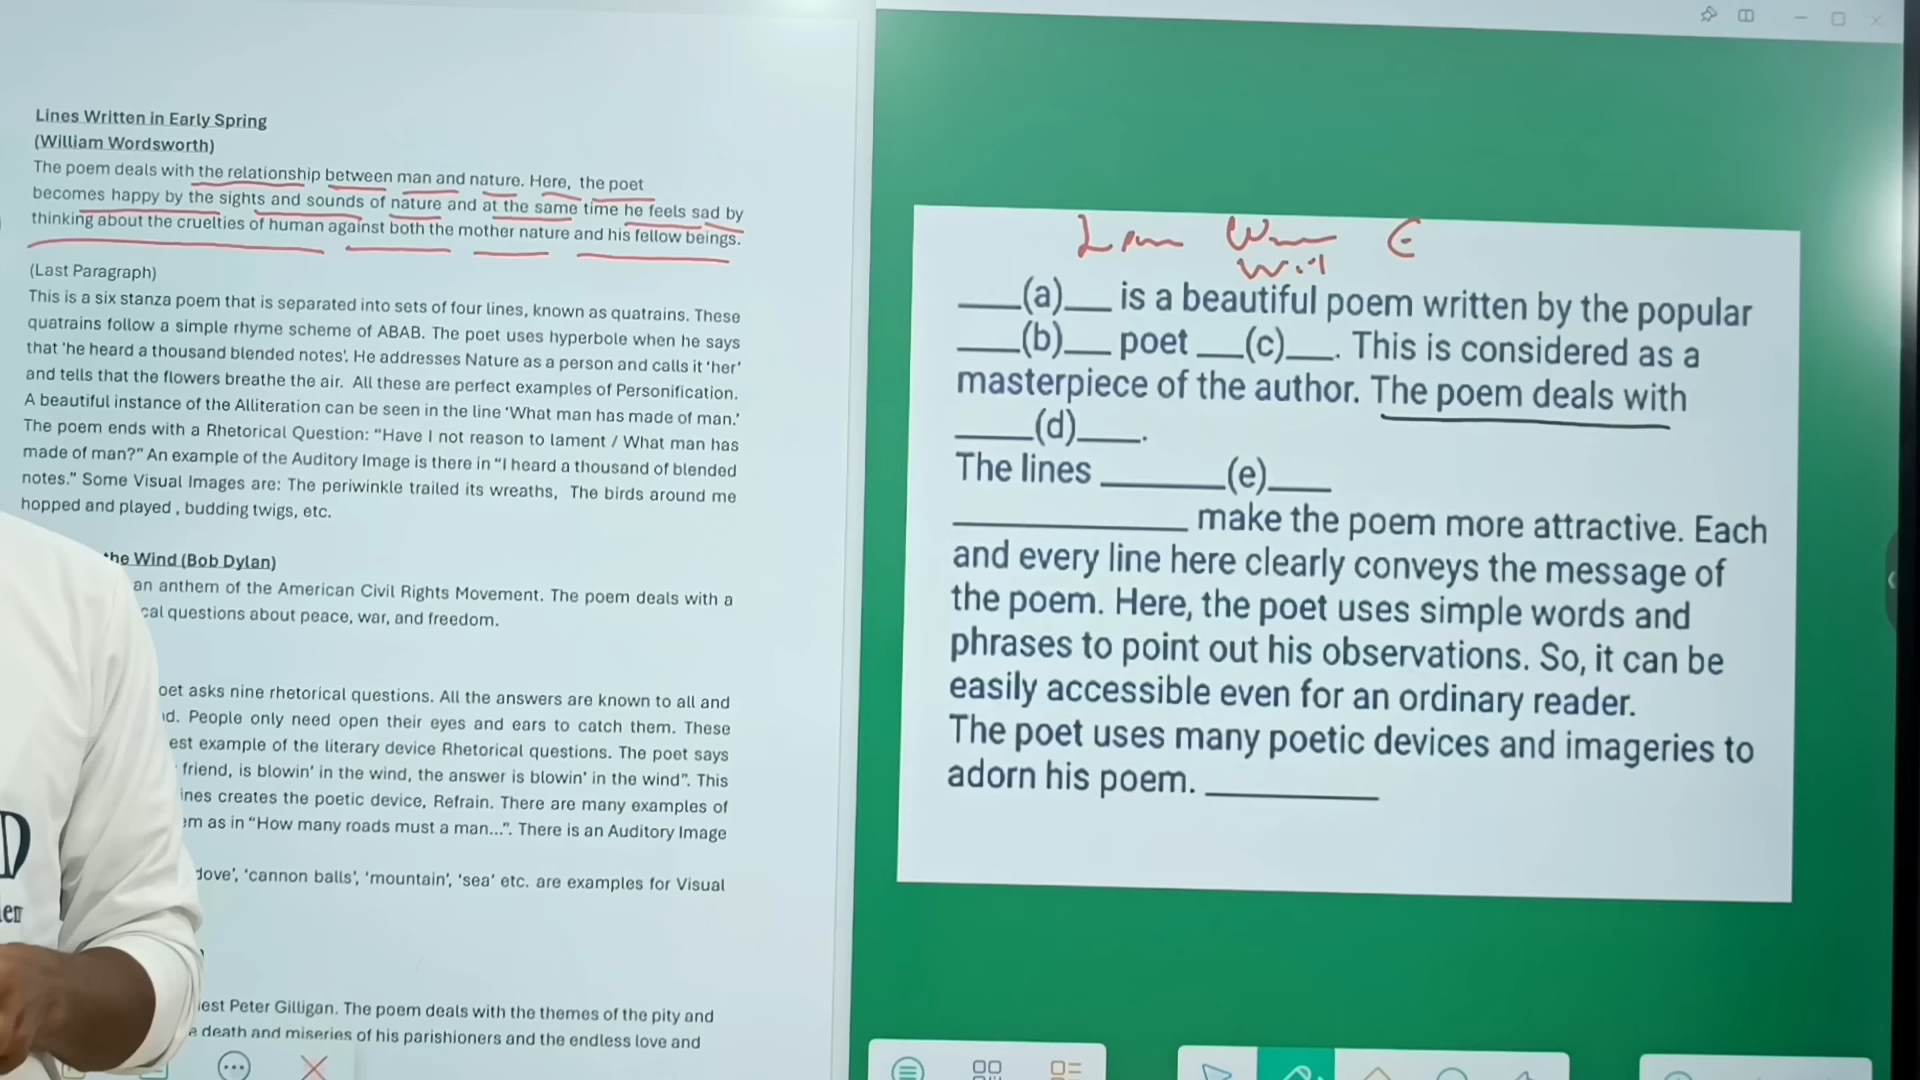 Lines Written in Early Spring
(William Wordsworth)
The poem deals with the relationship between man and nature. Here, the poet
becomes happy by the sights and sounds of nature and at the same time he feels sad by
thinking about the cruelties of human against both the mother nature and his fellow beings.
(Last Paragraph)
This is a six stanza poem that is separated into sets of four lines, known as quatrains. These
quatrains follow a simple rhyme scheme of ABAB. The poet uses hyperbole when he says
that 'he heard a thousand blended notes'. He addresses Nature as a person and calls it 'her'
and tells that the flowers breathe the air. All these are perfect examples of Personification.
A beautiful instance of the Alliteration can be seen in the line 'What man has made of man.'
The poem ends with a Rhetorical Question: "Have I not reason to lament / What man has
made of man?" An example of the Auditory Image is there in "I heard a thousand of blended
notes." Some Visual Images are: The periwinkle trailed its wreaths, The birds around me
hopped and played , budding twigs, etc.
the Wind (Bob Dylan)
an anthem of the American Civil Rights Movement. The poem deals with a
cal questions about peace, war, and freedom.
oet asks nine rhetorical questions. All the answers are known to all and
d. People only need open their eyes and ears to catch them. These
est example of the literary device Rhetorical questions. The poet says
friend, is blowin' in the wind, the answer is blowin' in the wind". This
ines creates the poetic device, Refrain. There are many examples of
em as in "How many roads must a man...". There is an Auditory Image
dove', 'cannon balls', 'mountain', 'sea' etc. are examples for Visual
iest Peter Gilligan. The poem deals with the themes of the pity and
death and miseries of his parishioners and the endless love and
___(a)___ is a beautiful poem written by the popular
___(b)___ poet ___(c)___. This is considered as a
masterpiece of the author. The poem deals with
____(d)____.
The lines ________(e)____
_______________ make the poem more attractive. Each
and every line here clearly conveys the message of
the poem. Here, the poet uses simple words and
phrases to point out his observations. So, it can be
easily accessible even for an ordinary reader.
The poet uses many poetic devices and imageries to
adorn his poem. ___________